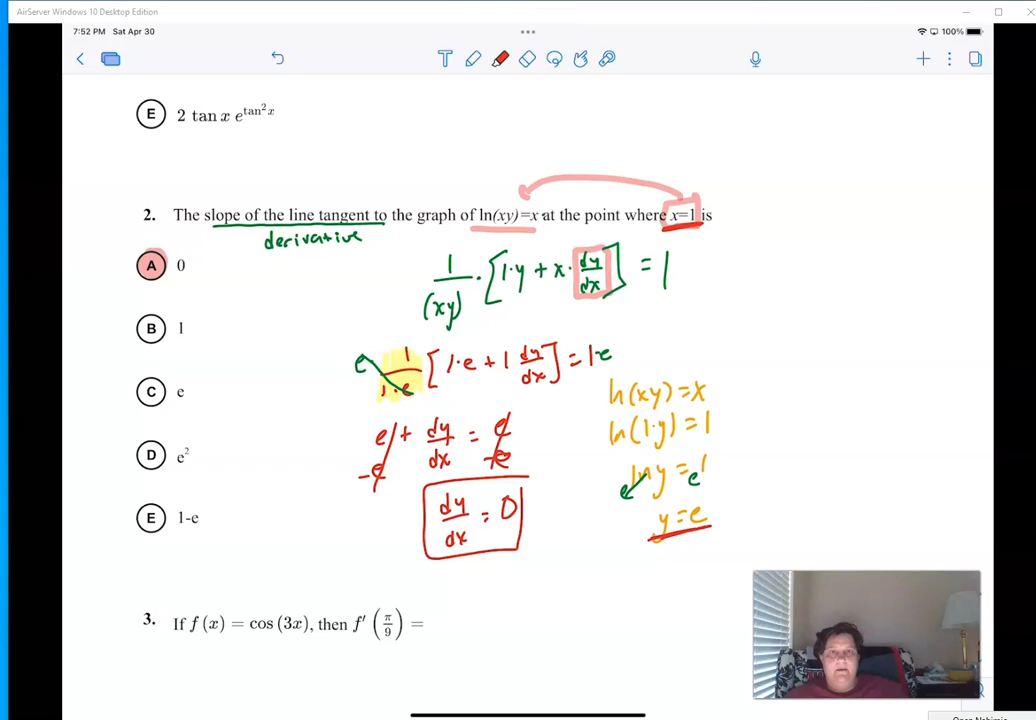 AirServer Windows 10 Desktop Edition
7:52 PM Sat Apr 30
100%
E 2 tan x e^tan²x
2. The slope of the line tangent to the graph of ln(xy)=x at the point where x=1 is
derivative
A 0
1/(xy) · [1·y + x · dy/dx] = 1
B 1
e 1/1·e [1·e + 1 dy/dx] = 1·e
C e
ln(xy) = x
ln(1·y) = 1
e + dy/dx = e
-e -e
D e²
e ln y = e¹
dy/dx = 0
y = e
E 1-e
3. If f (x) = cos (3x), then f′ (π/9) =